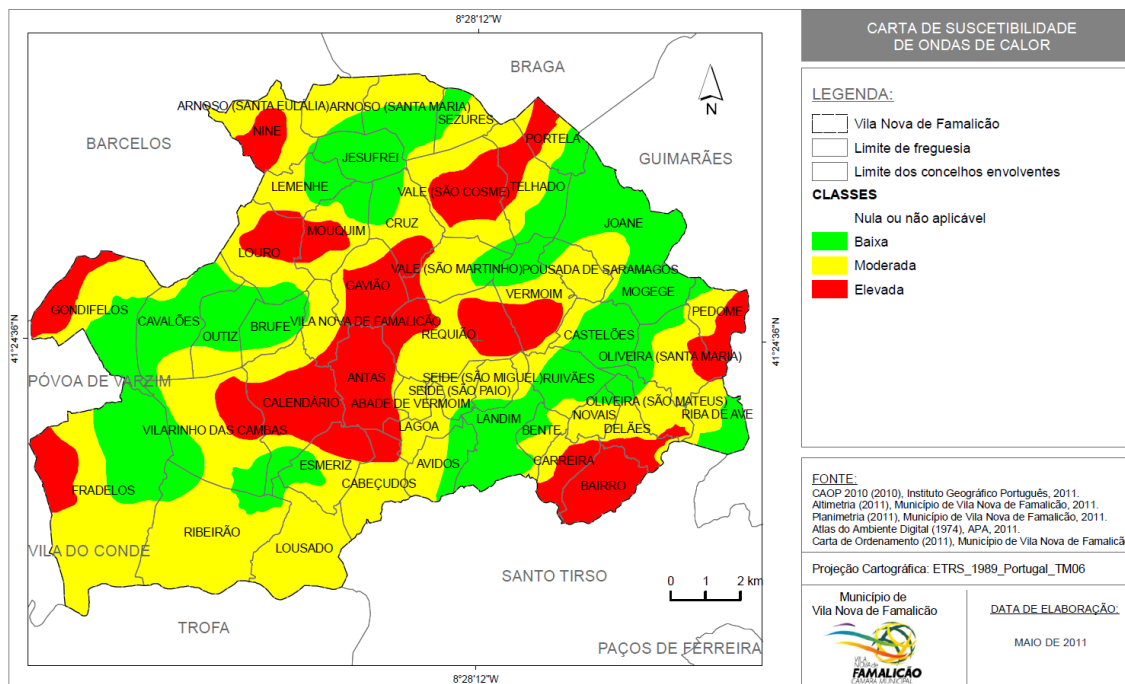 8°28'12"W
BRAGA
N
BARCELOS
GUIMARÃES
ARNOSO (SANTA EULÁLIA)
ARNOSO (SANTA MARIA)
SEZURES
NINE
PORTELA
JESUFREI
LEMENHE
VALE (SÃO COSME)
TELHADO
CRUZ
JOANE
MOUQUIM
LOURO
VALE (SÃO MARTINHO)
POUSADA DE SARAMAGOS
GAVIÃO
VERMOIM
MOGEGE
GONDIFELOS
CAVALÕES
OUTIZ
BRUFE
VILA NOVA DE FAMALICÃO
REQUIÃO
CASTELÕES
PEDOME
41°24'36"N
41°24'36"N
OLIVEIRA (SANTA MARIA)
PÓVOA DE VARZIM
ANTAS
SEIDE (SÃO MIGUEL)
RUIVÃES
SEIDE (SÃO PAIO)
CALENDÁRIO
ABADE DE VERMOIM
OLIVEIRA (SÃO MATEUS)
VILARINHO DAS CAMBAS
LAGOA
LANDIM
NOVAIS
RIBA DE AVE
BENTE
DELÃES
ESMERIZ
AVIDOS
CARREIRA
CABEÇUDOS
BAIRRO
FRADELOS
RIBEIRÃO
LOUSADO
VILA DO CONDE
SANTO TIRSO
0 1 2 km
TROFA
PAÇOS DE FERREIRA
8°28'12"W
CARTA DE SUSCETIBILIDADE
DE ONDAS DE CALOR
LEGENDA:
Vila Nova de Famalicão
Limite de freguesia
Limite dos concelhos envolventes
CLASSES
Nula ou não aplicável
Baixa
Moderada
Elevada
FONTE:
CAOP 2010 (2010), Instituto Geográfico Português, 2011.
Altimetria (2011), Município de Vila Nova de Famalicão, 2011.
Planimetria (2011), Município de Vila Nova de Famalicão, 2011.
Atlas do Ambiente Digital (1974), APA, 2011.
Carta de Ordenamento (2011), Município de Vila Nova de Famalicã
Projeção Cartográfica: ETRS_1989_Portugal_TM06
Município de
Vila Nova de Famalicão
VILA
NOVA de
FAMALICÃO
CÂMARA MUNICIPAL
DATA DE ELABORAÇÃO:
MAIO DE 2011